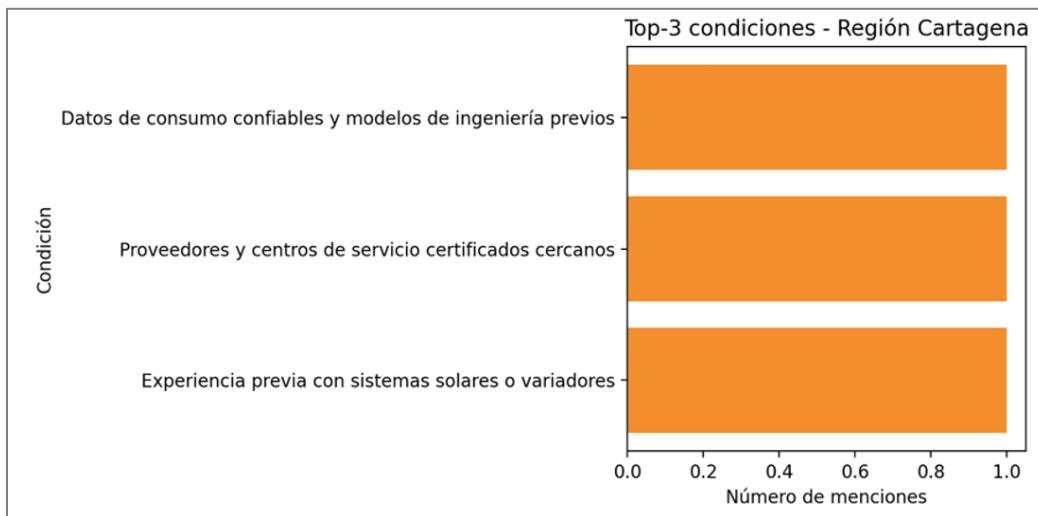 Top-3 condiciones - Región Cartagena
Datos de consumo confiables y modelos de ingeniería previos
Proveedores y centros de servicio certificados cercanos
Experiencia previa con sistemas solares o variadores
Condición
0.0 0.2 0.4 0.6 0.8 1.0
Número de menciones